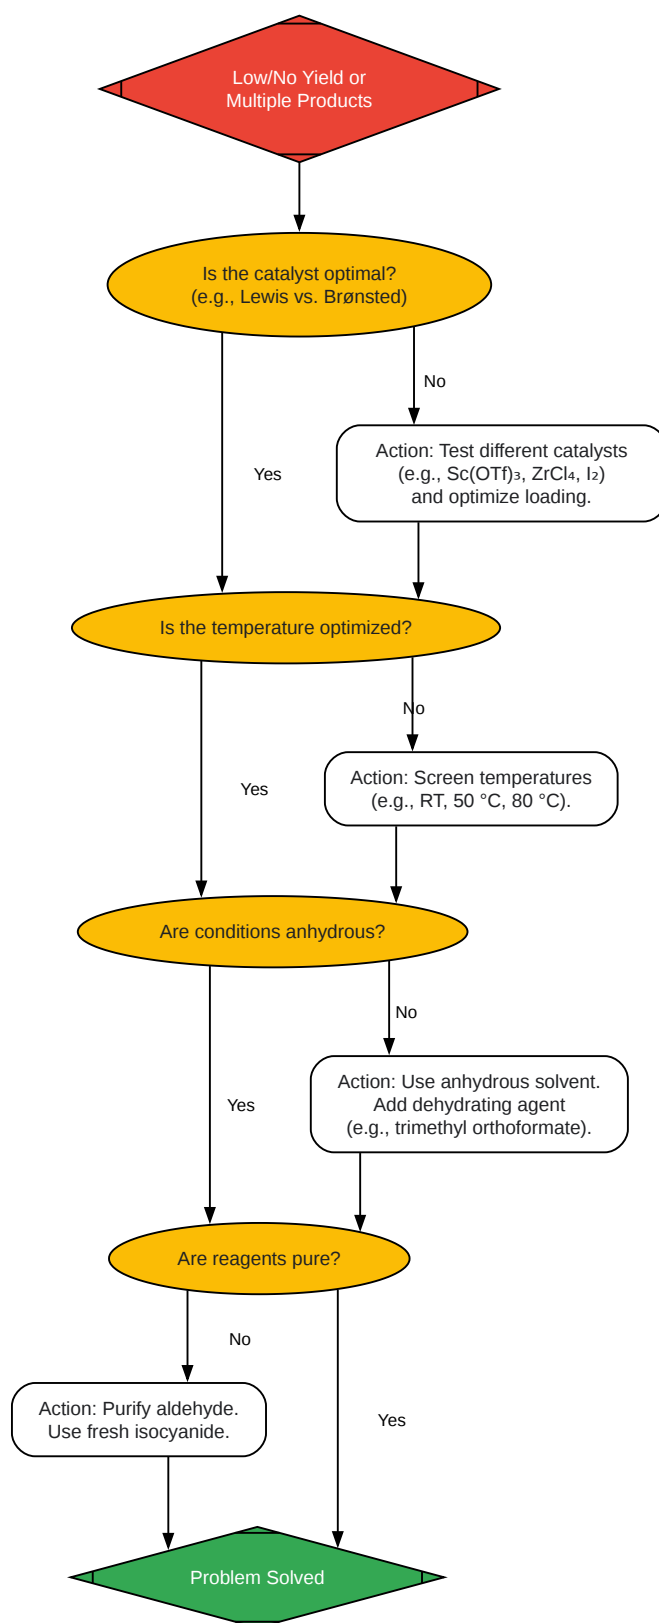 Low/No Yield or
Multiple Products
Is the catalyst optimal?
(e.g., Lewis vs. Brønsted)
No
Action: Test different catalysts
(e.g., Sc(OTf)₃, ZrCl₄, I₂)
and optimize loading.
Yes
Is the temperature optimized?
No
Action: Screen temperatures
(e.g., RT, 50 °C, 80 °C).
Yes
Are conditions anhydrous?
No
Action: Use anhydrous solvent.
Add dehydrating agent
(e.g., trimethyl orthoformate).
Yes
Are reagents pure?
No
Action: Purify aldehyde.
Use fresh isocyanide.
Yes
Problem Solved